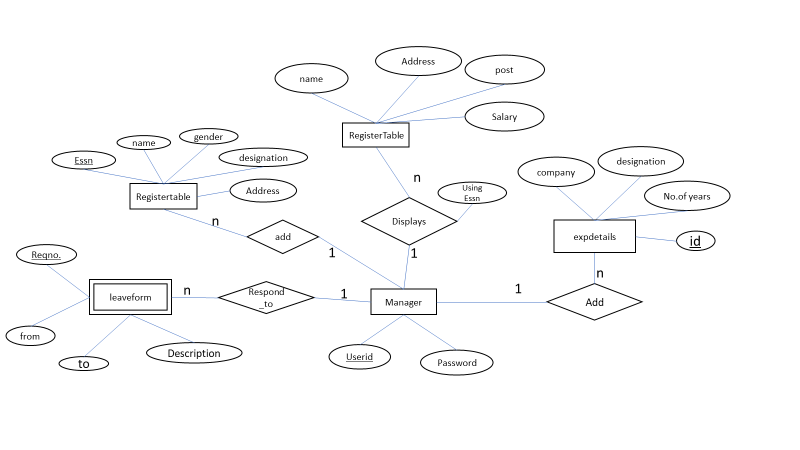 Address
name
post
Salary
RegisterTable
gender
name
Essn
designation
Address
Registertable
n
Using
Essn
company
designation
No.of years
id
expdetails
n
add
Displays
1
1
Reqno.
leaveform
n
Respond
_to
1
Manager
1
n
Add
from
to
Description
Userid
Password